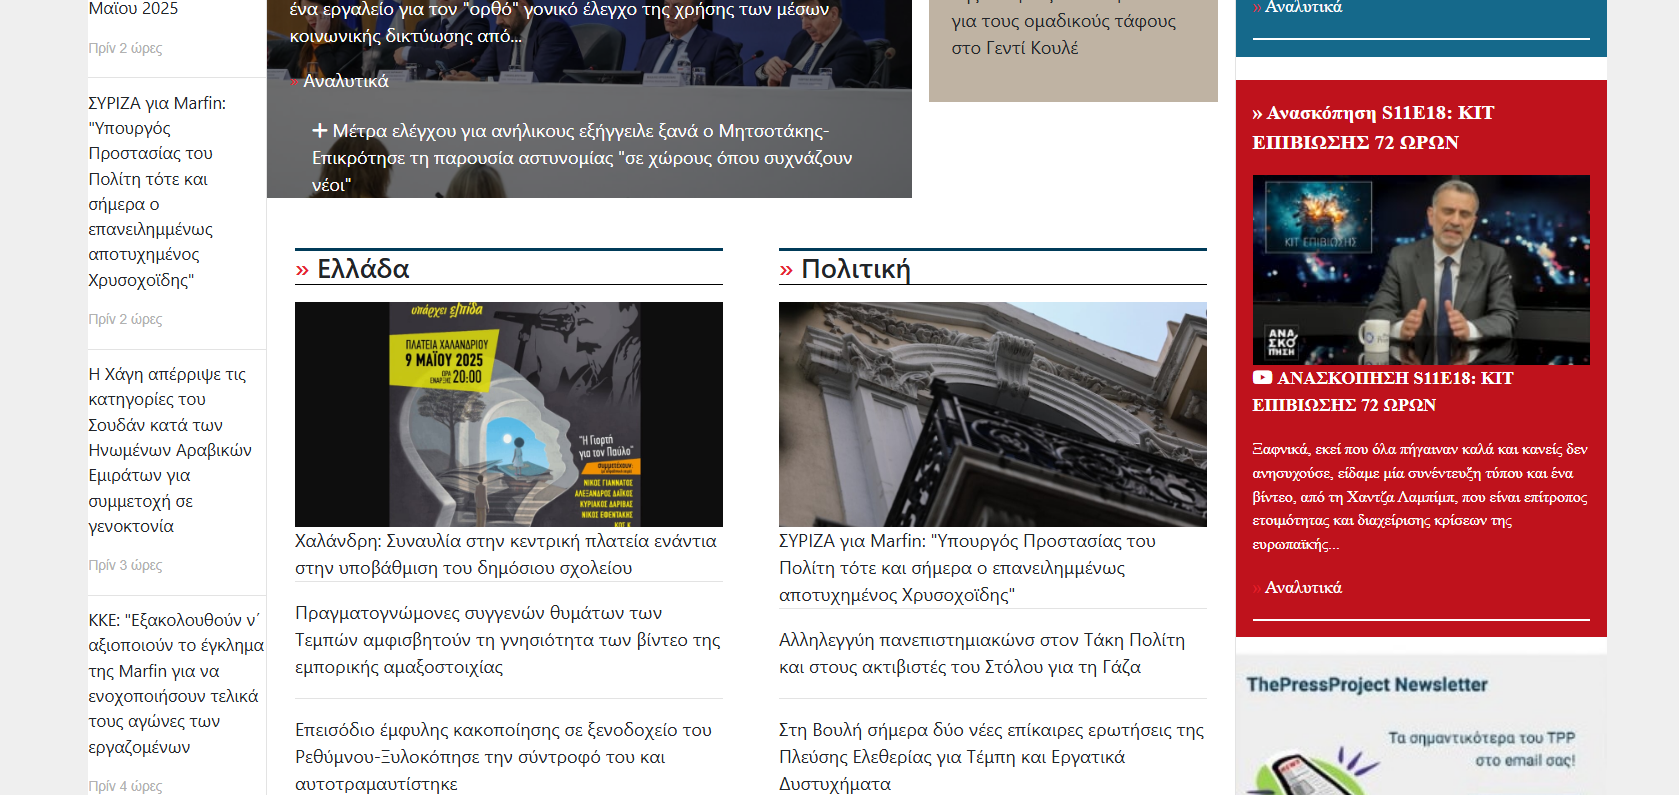 Μαΐου 2025
Πρίν 2 ώρες
ΣΥΡΙΖΑ για Marfin:
"Υπουργός
Προστασίας του
Πολίτη τότε και
σήμερα ο
επανειλημμένως
αποτυχημένος
Χρυσοχοΐδης"
Πρίν 2 ώρες
Η Χάγη απέρριψε τις
κατηγορίες του
Σουδάν κατά των
Ηνωμένων Αραβικών
Εμιράτων για
συμμετοχή σε
γενοκτονία
Πρίν 3 ώρες
ΚΚΕ: "Εξακολουθούν ν΄
αξιοποιούν το έγκλημα
της Marfin για να
ενοχοποιήσουν τελικά
τους αγώνες των
εργαζομένων
Πρίν 4 ώρες
ένα εργαλείο για τον "ορθό" γονικό έλεγχο της χρήσης των μέσων
κοινωνικής δικτύωσης από...
» Αναλυτικά
+ Μέτρα ελέγχου για ανήλικους εξήγγειλε ξανά ο Μητσοτάκης-
Επικρότησε τη παρουσία αστυνομίας "σε χώρους όπου συχνάζουν
νέοι"
για τους ομαδικούς τάφους
στο Γεντί Κουλέ
» Ελλάδα
υπάρχει ελπίδα
ΠΛΑΤΕΙΑ ΧΑΛΑΝΔΡΙΟΥ
9 ΜΑΪΟΥ 2025
ΩΡΑ ΕΝΑΡΞΗΣ 20:00
"Η Γιορτή
για τον Παύλο"
συμμετέχουν:
ΝΙΚΟΣ ΓΙΑΝΝΑΤΟΣ
ΑΛΕΞΑΝΔΡΟΣ ΔΑΪΚΟΣ
ΚΥΡΙΑΚΟΣ ΔΑΡΙΒΑΣ
ΝΙΚΟΣ ΕΦΕΝΤΑΚΗΣ
Χαλάνδρη: Συναυλία στην κεντρική πλατεία ενάντια
στην υποβάθμιση του δημόσιου σχολείου
Πραγματογνώμονες συγγενών θυμάτων των
Τεμπών αμφισβητούν τη γνησιότητα των βίντεο της
εμπορικής αμαξοστοιχίας
Επεισόδιο έμφυλης κακοποίησης σε ξενοδοχείο του
Ρεθύμνου-Ξυλοκόπησε την σύντροφό του και
αυτοτραμαυτίστηκε
» Πολιτική
ΣΥΡΙΖΑ για Marfin: "Υπουργός Προστασίας του
Πολίτη τότε και σήμερα ο επανειλημμένως
αποτυχημένος Χρυσοχοΐδης"
Αλληλεγγύη πανεπιστημιακώνσ στον Τάκη Πολίτη
και στους ακτιβιστές του Στόλου για τη Γάζα
Στη Βουλή σήμερα δύο νέες επίκαιρες ερωτήσεις της
Πλεύσης Ελεθερίας για Τέμπη και Εργατικά
Δυστυχήματα
» Αναλυτικά
» Ανασκόπηση S11E18: ΚΙΤ
ΕΠΙΒΙΩΣΗΣ 72 ΩΡΩΝ
ΚΙΤ ΕΠΙΒΙΩΣΗΣ
ΑΝΑ
ΣΚΟ
ΠΗΣΗ
ΑΝΑΣΚΟΠΗΣΗ S11E18: ΚΙΤ
ΕΠΙΒΙΩΣΗΣ 72 ΩΡΩΝ
Ξαφνικά, εκεί που όλα πήγαιναν καλά και κανείς δεν
ανησυχούσε, είδαμε μία συνέντευξη τύπου και ένα
βίντεο, από τη Χαντζα Λαμπίμπ, που είναι επίτροπος
ετοιμότητας και διαχείρισης κρίσεων της
ευρωπαϊκής...
» Αναλυτικά
ThePressProject Newsletter
Τα σημαντικότερα του TPP
στο email σας!
NEWS